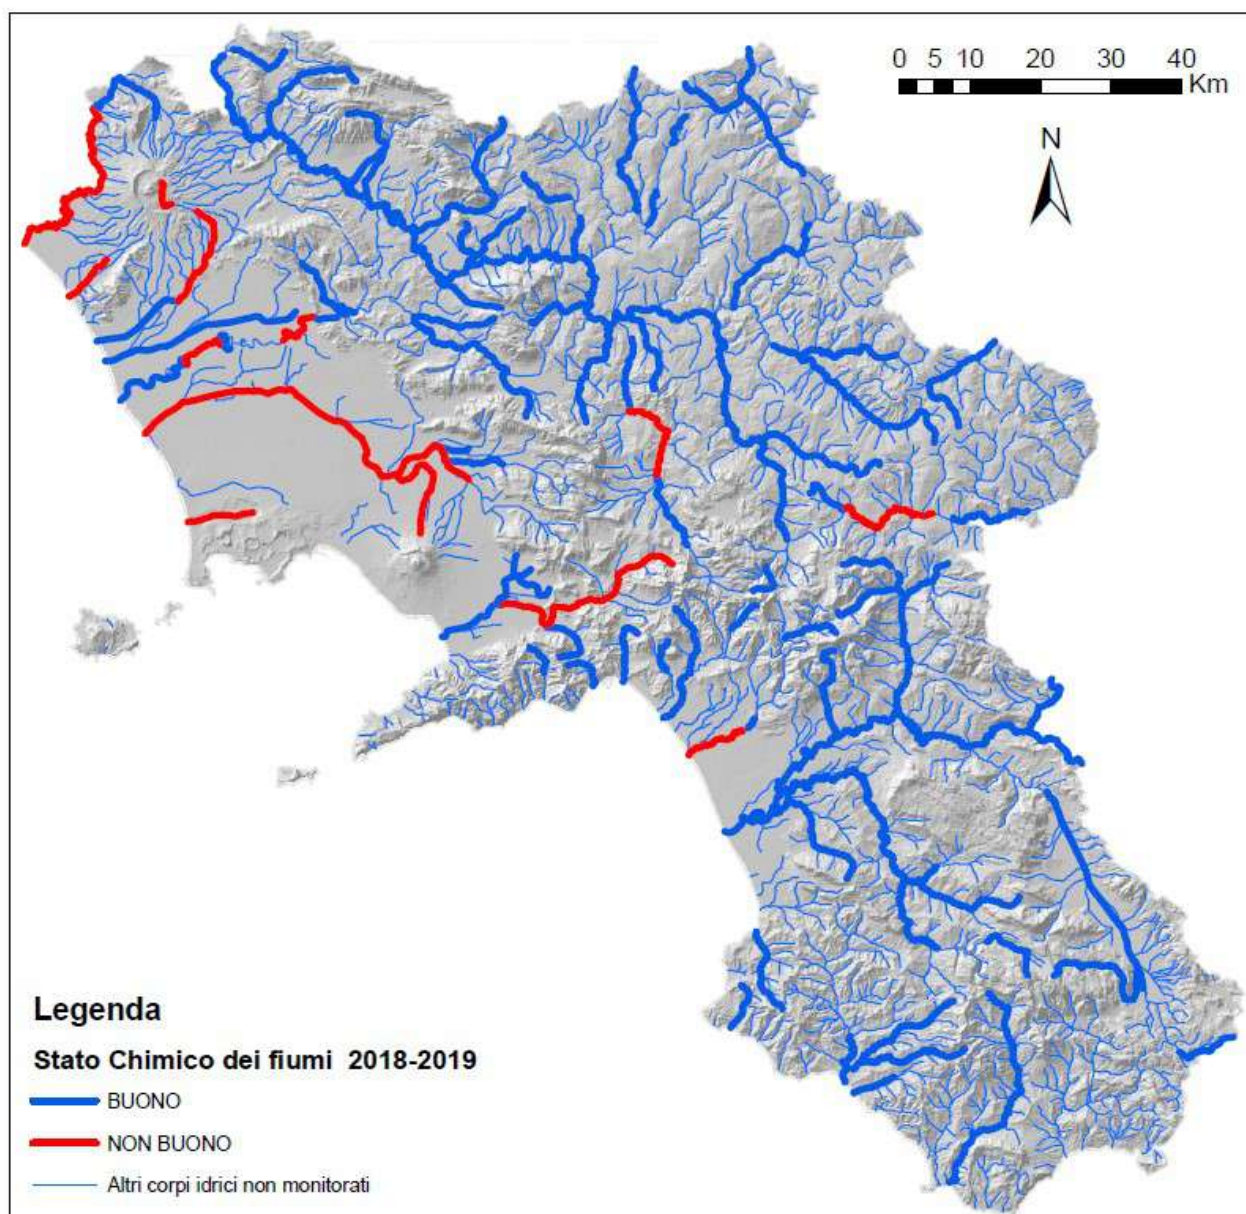 0 5 10 20 30 40
Km
N
Legenda
Stato Chimico dei fiumi 2018-2019
BUONO
NON BUONO
Altri corpi idrici non monitorati